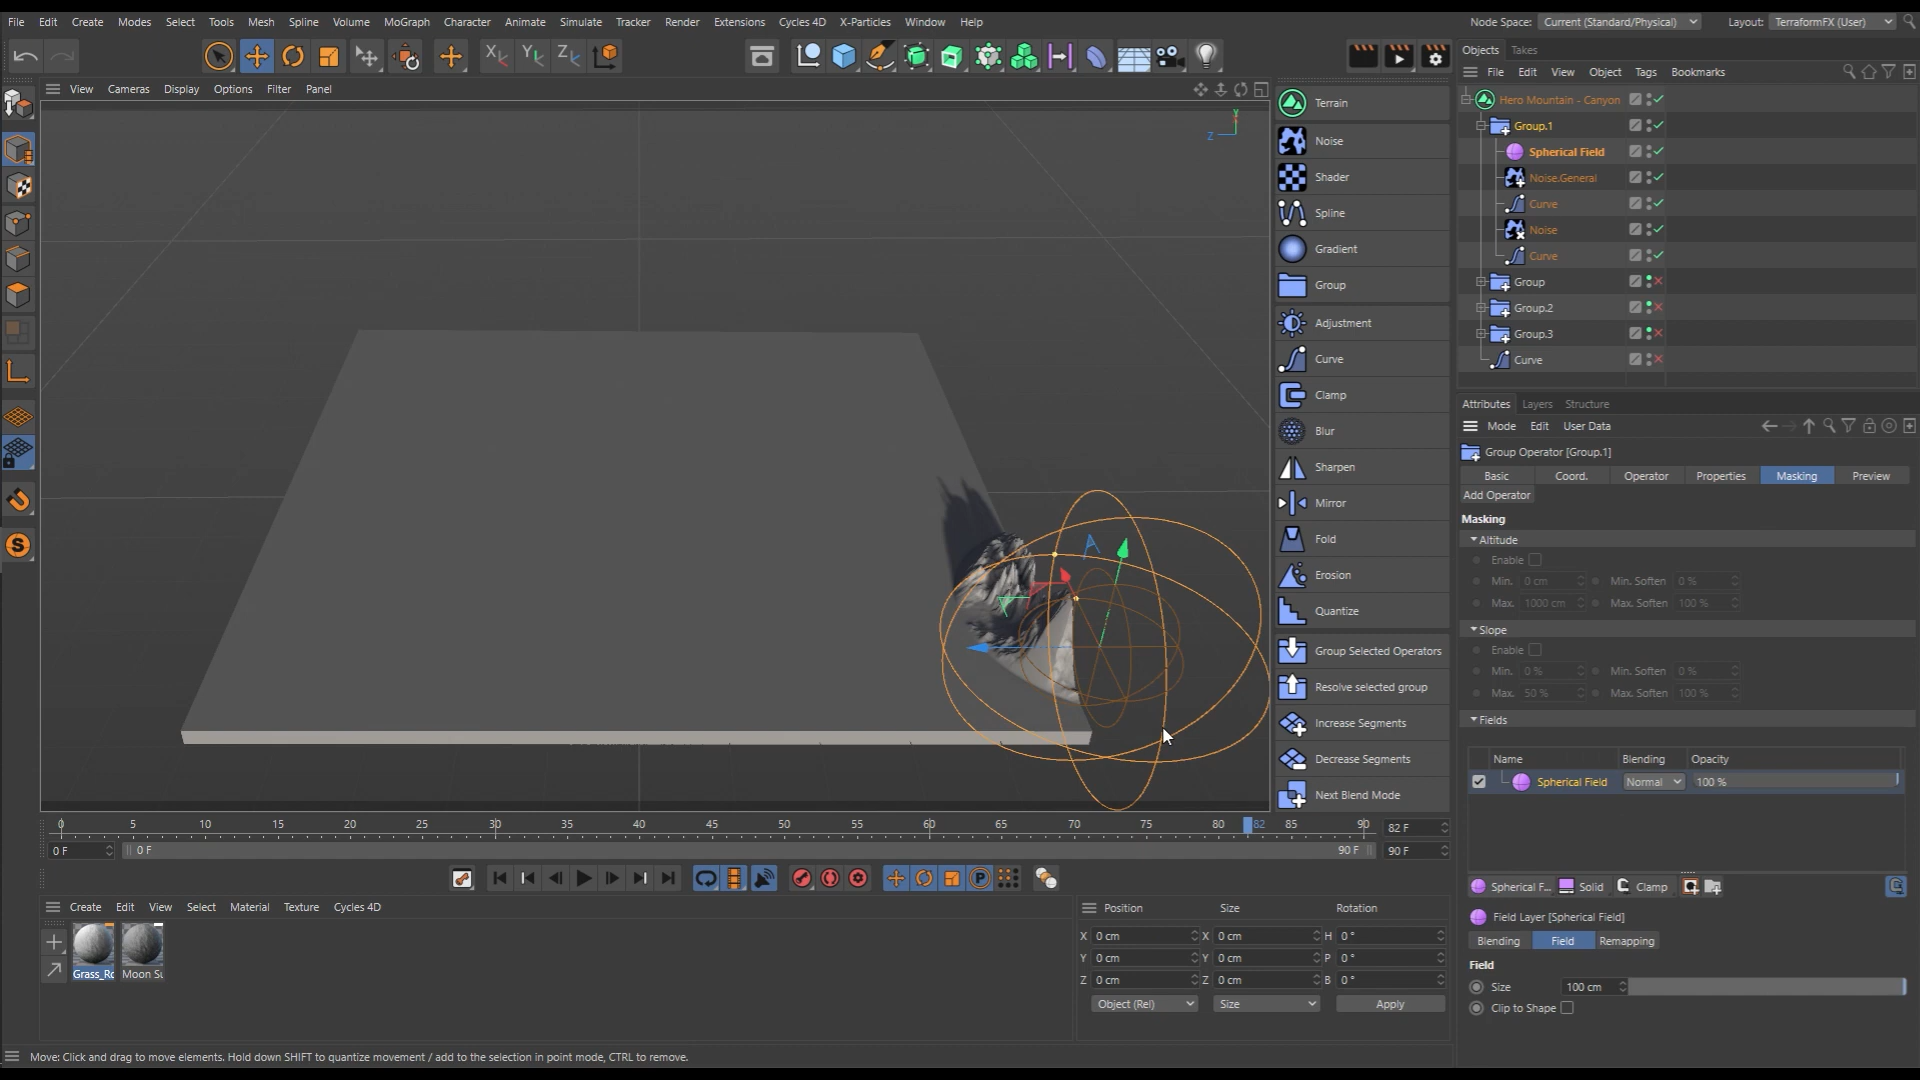 File Edit Create Modes Select Tools Mesh Spline Volume MoGraph Character Animate Simulate Tracker Render Extensions Cycles 4D X-Particles Window Help
Node Space: Current (Standard/Physical) Layout: TerraformFX (User)
X Y Z
Objects Takes
File Edit View Object Tags Bookmarks
View Cameras Display Options Filter Panel
Y
Z
Terrain
Noise
Shader
Spline
Gradient
Group
Adjustment
Curve
Clamp
Blur
Sharpen
Mirror
Fold
Erosion
Quantize
Group Selected Operators
Resolve selected group
Increase Segments
Decrease Segments
Next Blend Mode
Hero Mountain - Canyon
Group.1
Spherical Field
Noise.General
Curve
Noise
Curve
Group
Group.2
Group.3
Curve
Attributes Layers Structure
Mode Edit User Data
Group Operator [Group.1]
Basic Coord. Operator Properties Masking Preview
Add Operator
Masking
Altitude
Enable
Min. 0 cm Min. Soften 0 %
Max. 1000 cm Max. Soften 100 %
Slope
Enable
Min. 0 % Min. Soften 0 %
Max. 50 % Max. Soften 100 %
Fields
Name Blending Opacity
Spherical Field Normal 100 %
Spherical F... Solid Clamp
Field Layer [Spherical Field]
Blending Field Remapping
Field
Size 100 cm
Clip to Shape
0 5 10 15 20 25 30 35 40 45 50 55 60 65 70 75 80 82 85 90 82 F
0 F 0 F 90 F 90 F
P
S
Create Edit View Select Material Texture Cycles 4D
Grass_Rc Moon Su
Position Size Rotation
X 0 cm X 0 cm H 0 °
Y 0 cm Y 0 cm P 0 °
Z 0 cm Z 0 cm B 0 °
Object (Rel) Size Apply
Move: Click and drag to move elements. Hold down SHIFT to quantize movement / add to the selection in point mode, CTRL to remove.